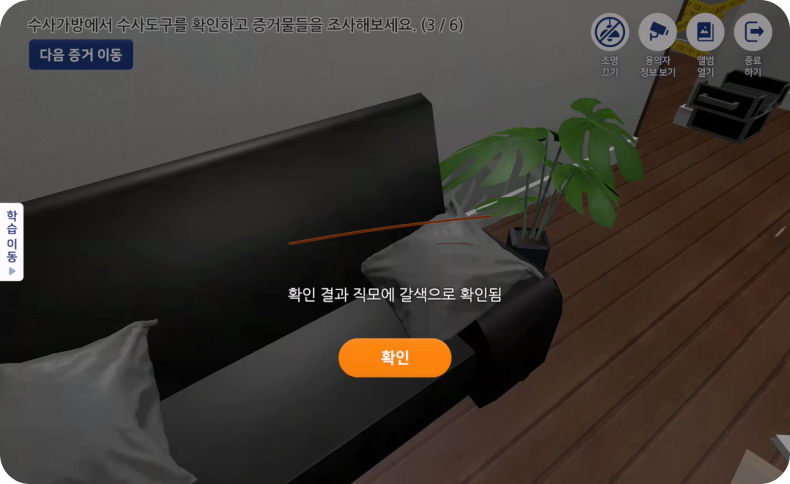 수사가방에서 수사도구를 확인하고 증거물들을 조사해보세요. (3 / 6)
다음 증거 이동
조명
끄기
용의자
정보 보기
앨범
열기
종료
하기
학습 이동
확인 결과 직모에 갈색으로 확인됨
확인